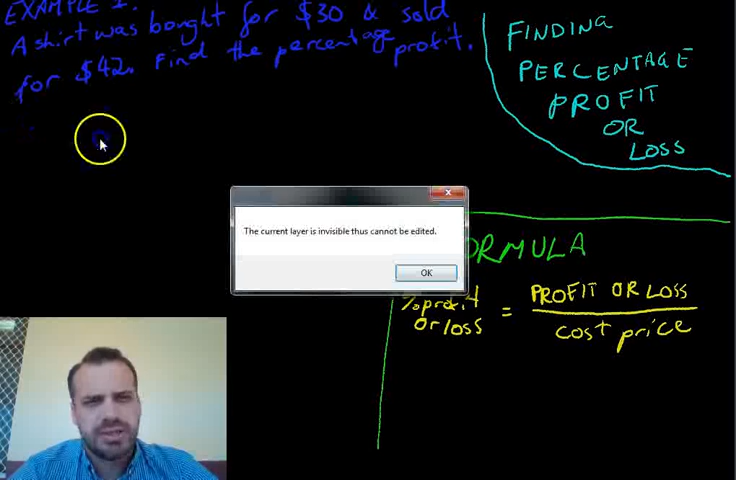 EXAMPLE 1.
A shirt was bought for $30 & sold
for $42. Find the percentage profit.
FINDING
PERCENTAGE
PROFIT
OR
LOSS
The current layer is invisible thus cannot be edited.
OK
ORMULA
% profit
or loss = PROFIT OR LOSS
cost price